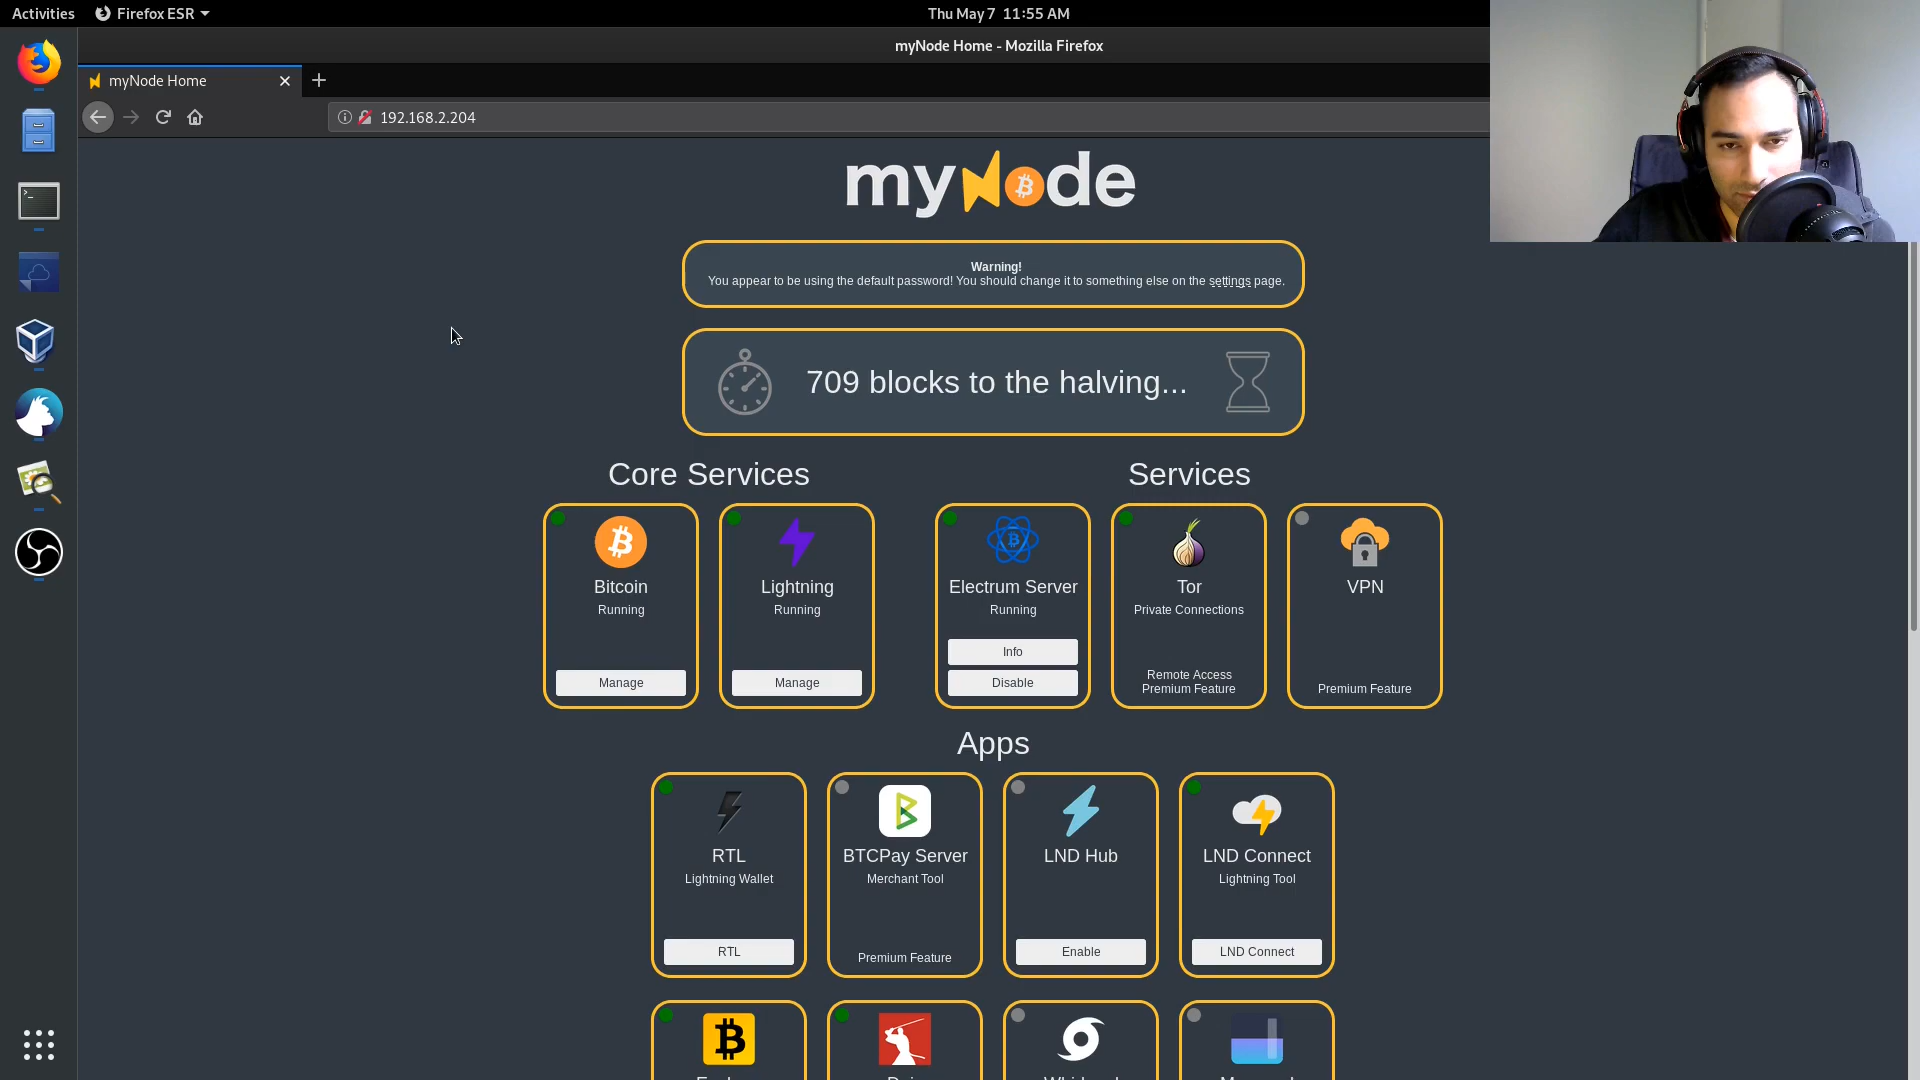 Activities
Firefox ESR
Thu May 7 11:55 AM
myNode Home - Mozilla Firefox
myNode Home
192.168.2.204
myNode
Warning!
You appear to be using the default password! You should change it to something else on the settings page.
709 blocks to the halving...
Core Services
Services
Bitcoin
Running
Manage
Lightning
Running
Manage
Electrum Server
Running
Info
Disable
Tor
Private Connections
Remote Access
Premium Feature
VPN
Premium Feature
Apps
RTL
Lightning Wallet
RTL
BTCPay Server
Merchant Tool
Premium Feature
LND Hub
Enable
LND Connect
Lightning Tool
LND Connect